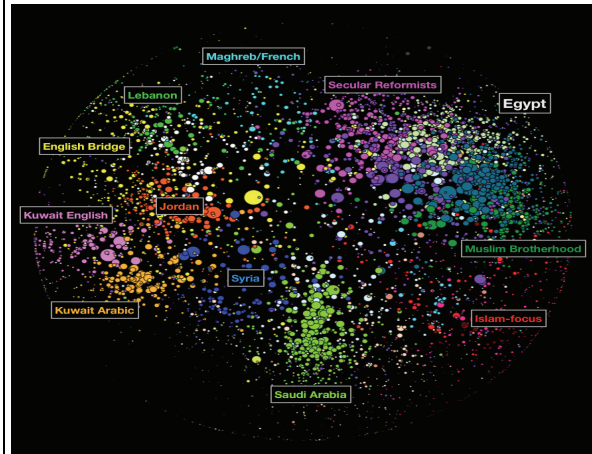 Maghreb/French
Secular Reformists
Lebanon
Egypt
English Bridge
Kuwait English
Jordan
Muslim Brotherhood
Syria
Kuwait Arabic
Islam-focus
Saudi Arabia